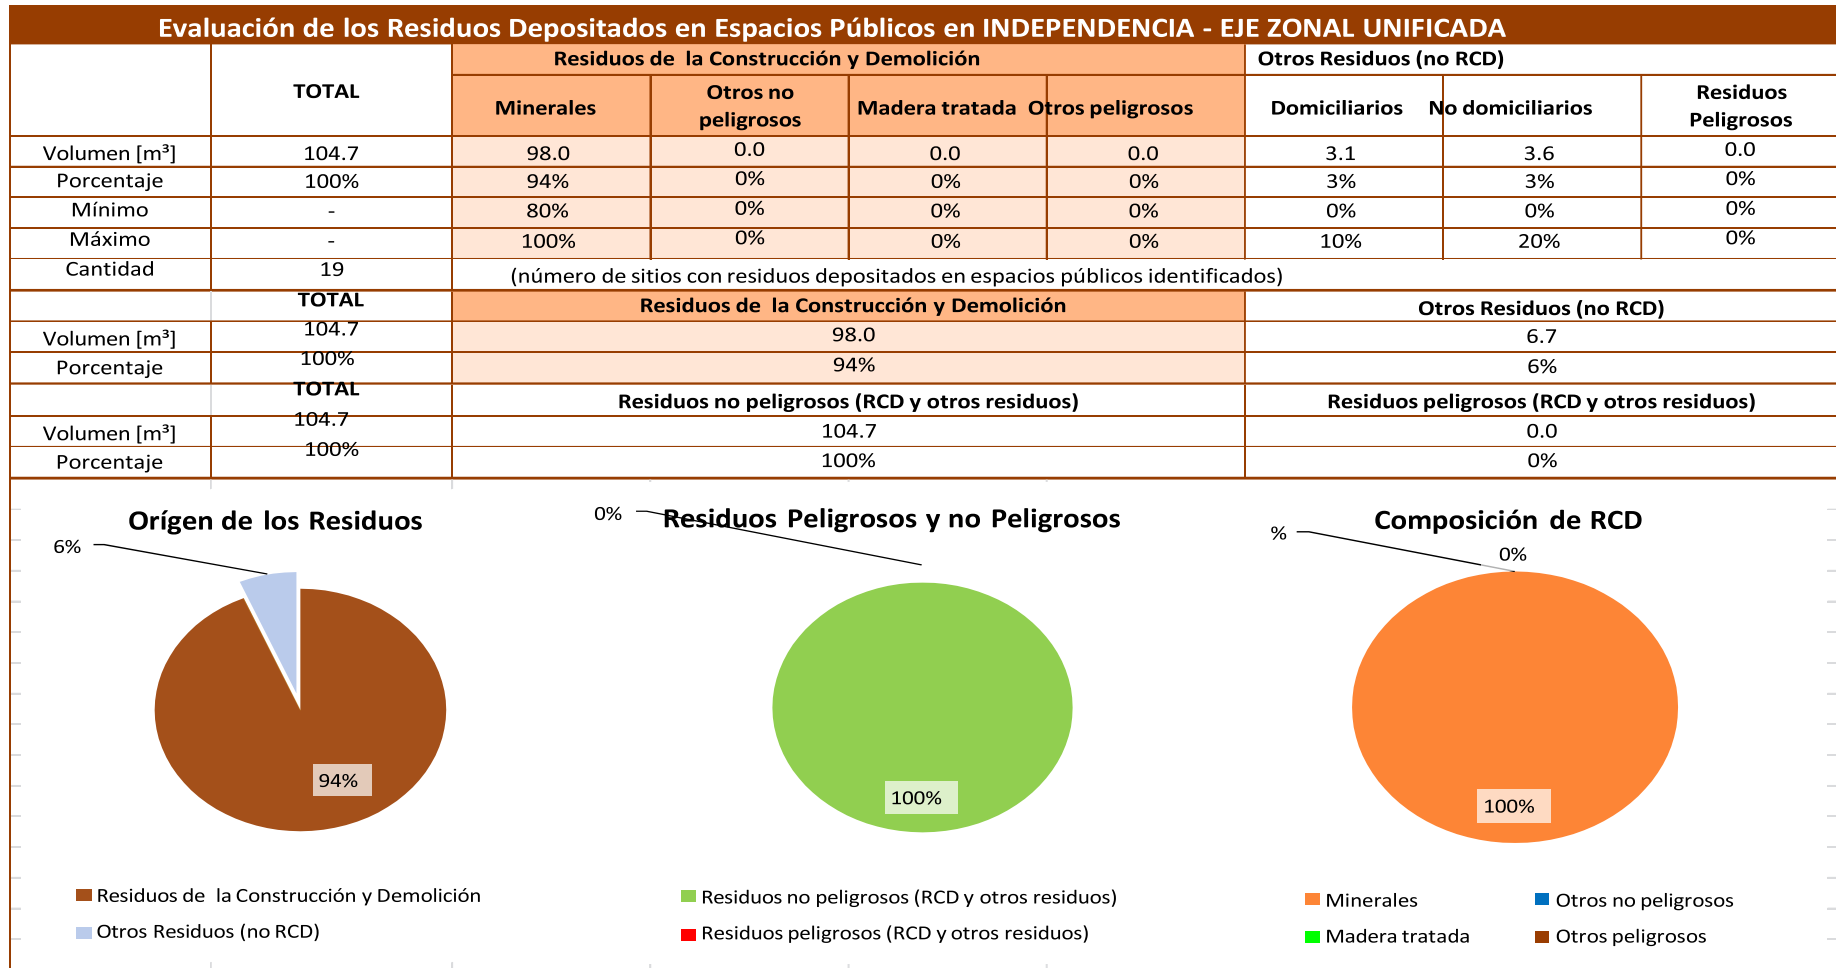 Evaluación de los Residuos Depositados en Espacios Públicos en INDEPENDENCIA - EJE ZONAL UNIFICADA
TOTAL Residuos de la Construcción y Demolición Otros Residuos (no RCD)
Minerales Otros no peligrosos Madera tratada Otros peligrosos Domiciliarios No domiciliarios Residuos Peligrosos
Volumen [m³] 104.7 98.0 0.0 0.0 0.0 3.1 3.6 0.0
Porcentaje 100% 94% 0% 0% 0% 3% 3% 0%
Mínimo - 80% 0% 0% 0% 0% 0% 0%
Máximo - 100% 0% 0% 0% 10% 20% 0%
Cantidad 19 (número de sitios con residuos depositados en espacios públicos identificados)
TOTAL Residuos de la Construcción y Demolición Otros Residuos (no RCD)
Volumen [m³] 104.7 98.0 6.7
Porcentaje 100% 94% 6%
TOTAL Residuos no peligrosos (RCD y otros residuos) Residuos peligrosos (RCD y otros residuos)
Volumen [m³] 104.7 104.7 0.0
Porcentaje 100% 100% 0%
Orígen de los Residuos
6%
94%
Residuos de la Construcción y Demolición
Otros Residuos (no RCD)
Residuos Peligrosos y no Peligrosos
0%
100%
Residuos no peligrosos (RCD y otros residuos)
Residuos peligrosos (RCD y otros residuos)
Composición de RCD
%
0%
100%
Minerales Otros no peligrosos
Madera tratada Otros peligrosos